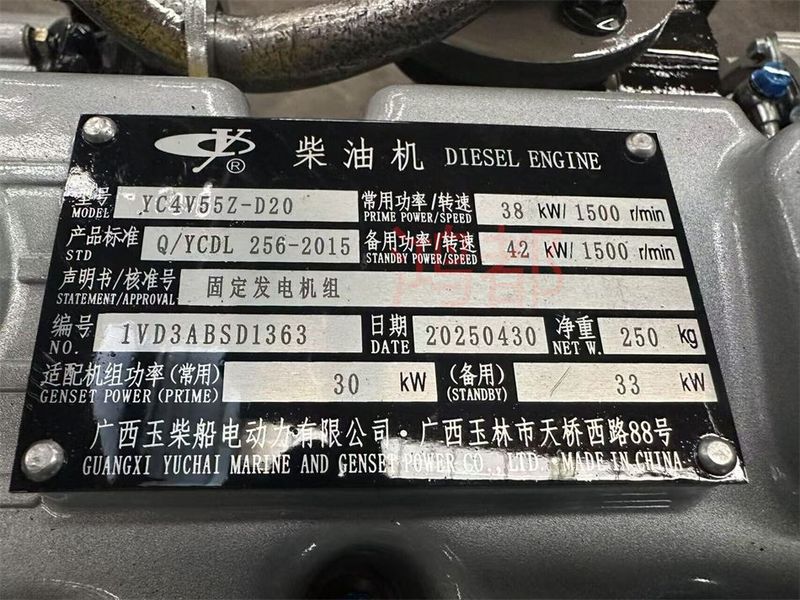 ® 柴油机 DIESEL ENGINE
型号 MODEL YC4V55Z-D20 常用功率/转速 PRIME POWER/SPEED 38 kW/ 1500 r/min
产品标准 STD Q/YCDL 256-2015 备用功率/转速 STANDBY POWER/SPEED 42 kW/ 1500 r/min
声明书/核准号 STATEMENT/APPROVAL 固定发电机组
鸿都
编号 NO. 1VD3ABSD1363 日期 DATE 20250430 净重 NET W. 250 kg
适配机组功率(常用) GENSET POWER (PRIME) 30 kW (备用) (STANDBY) / 33 kW
广西玉柴船电动力有限公司·广西玉林市天桥西路88号
GUANGXI YUCHAI MARINE AND GENSET POWER CO., LTD. MADE IN CHINA